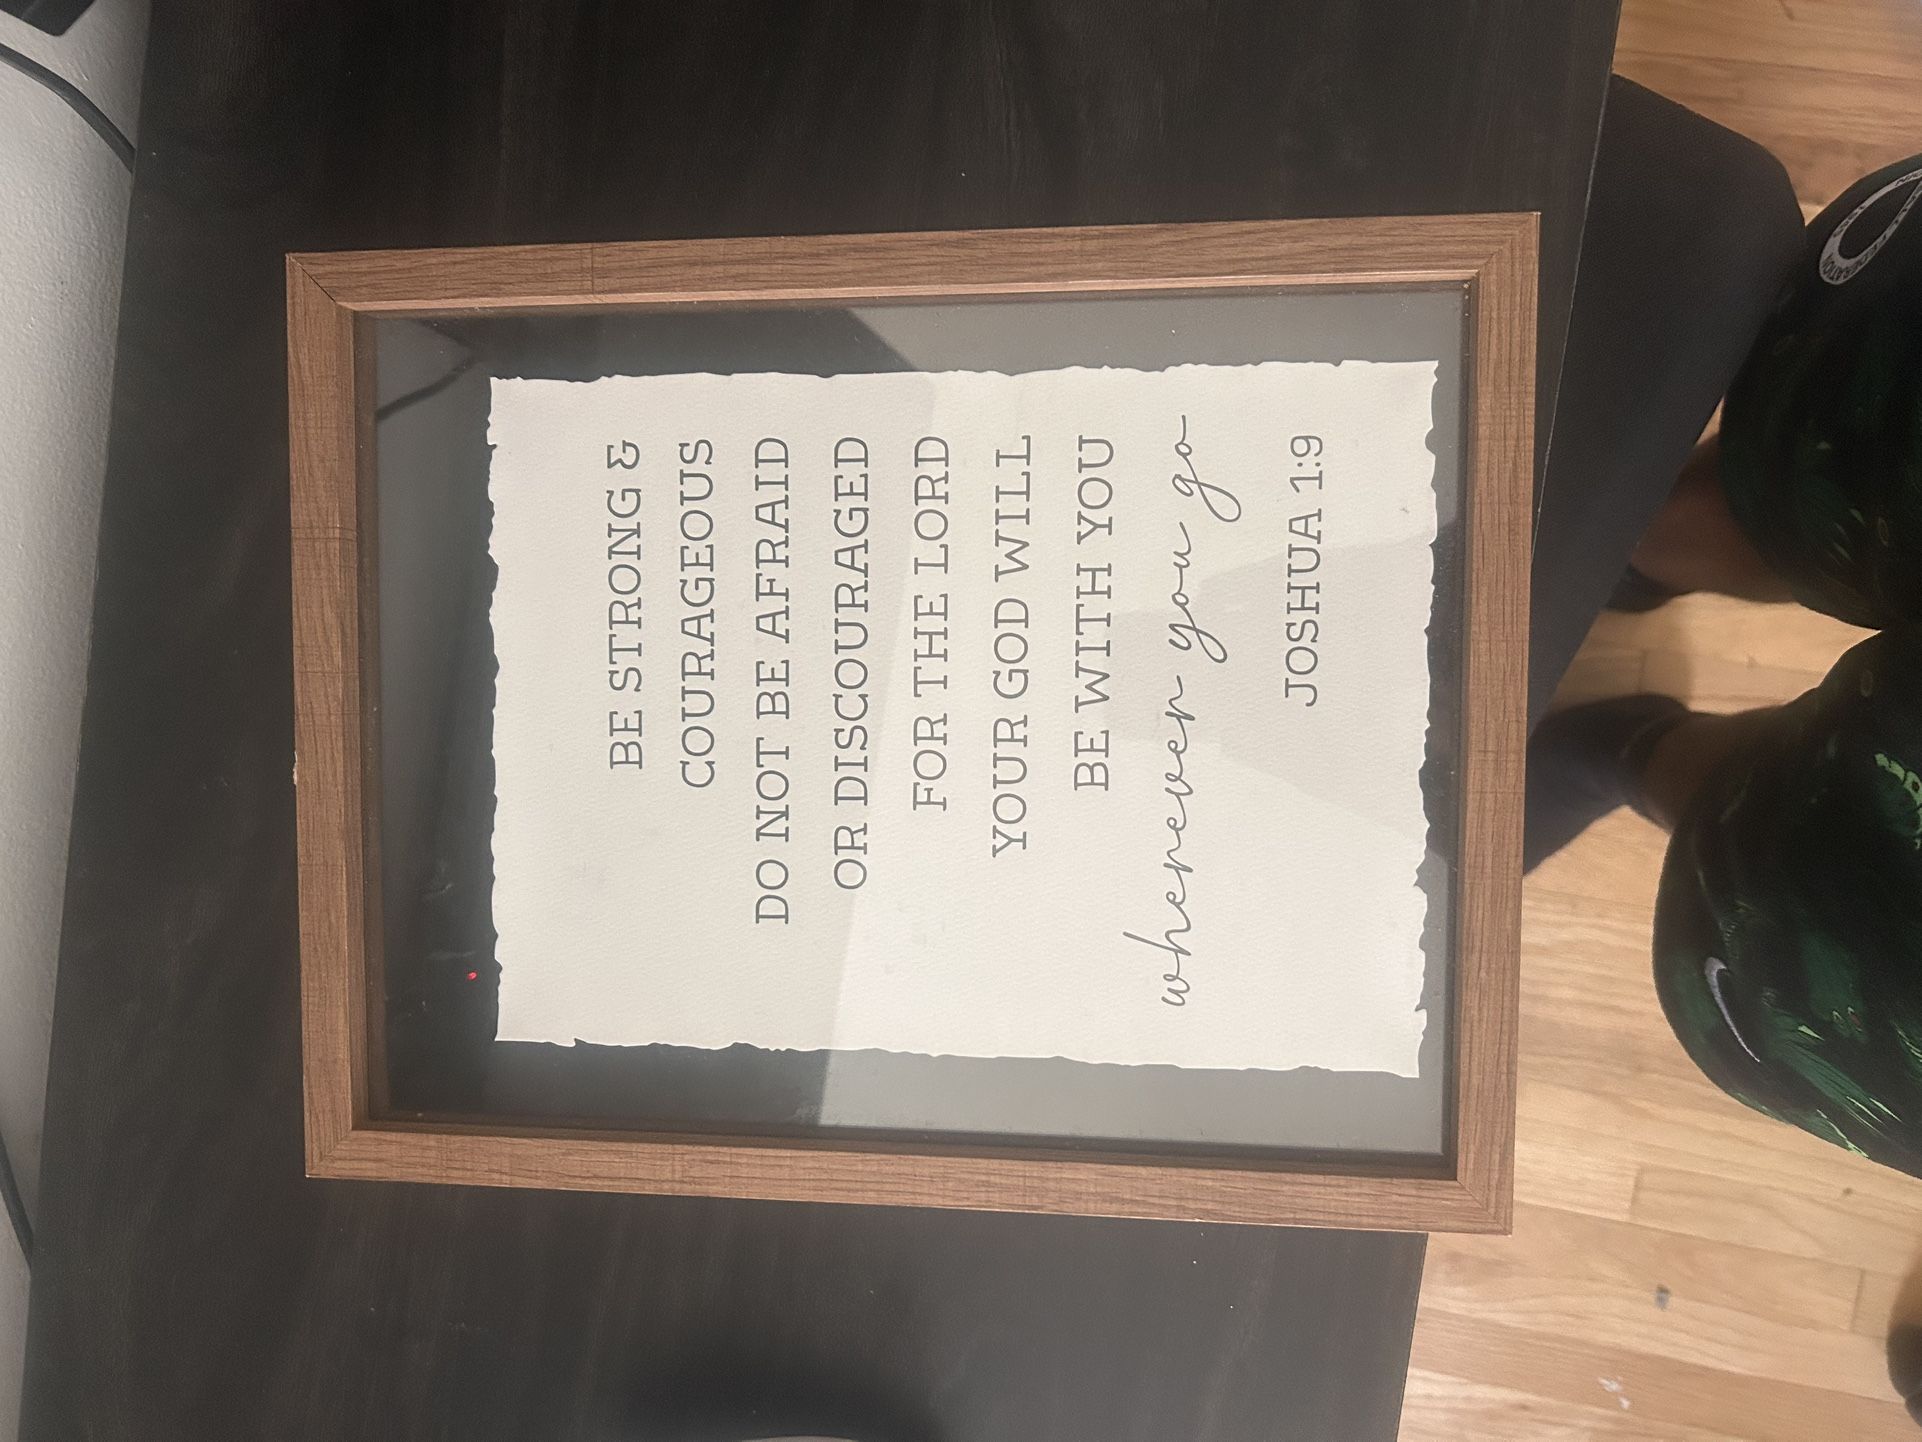 BE STRONG &
COURAGEOUS
DO NOT BE AFRAID
OR DISCOURAGED
FOR THE LORD
YOUR GOD WILL
BE WITH YOU
wherever you go
JOSHUA 1:9